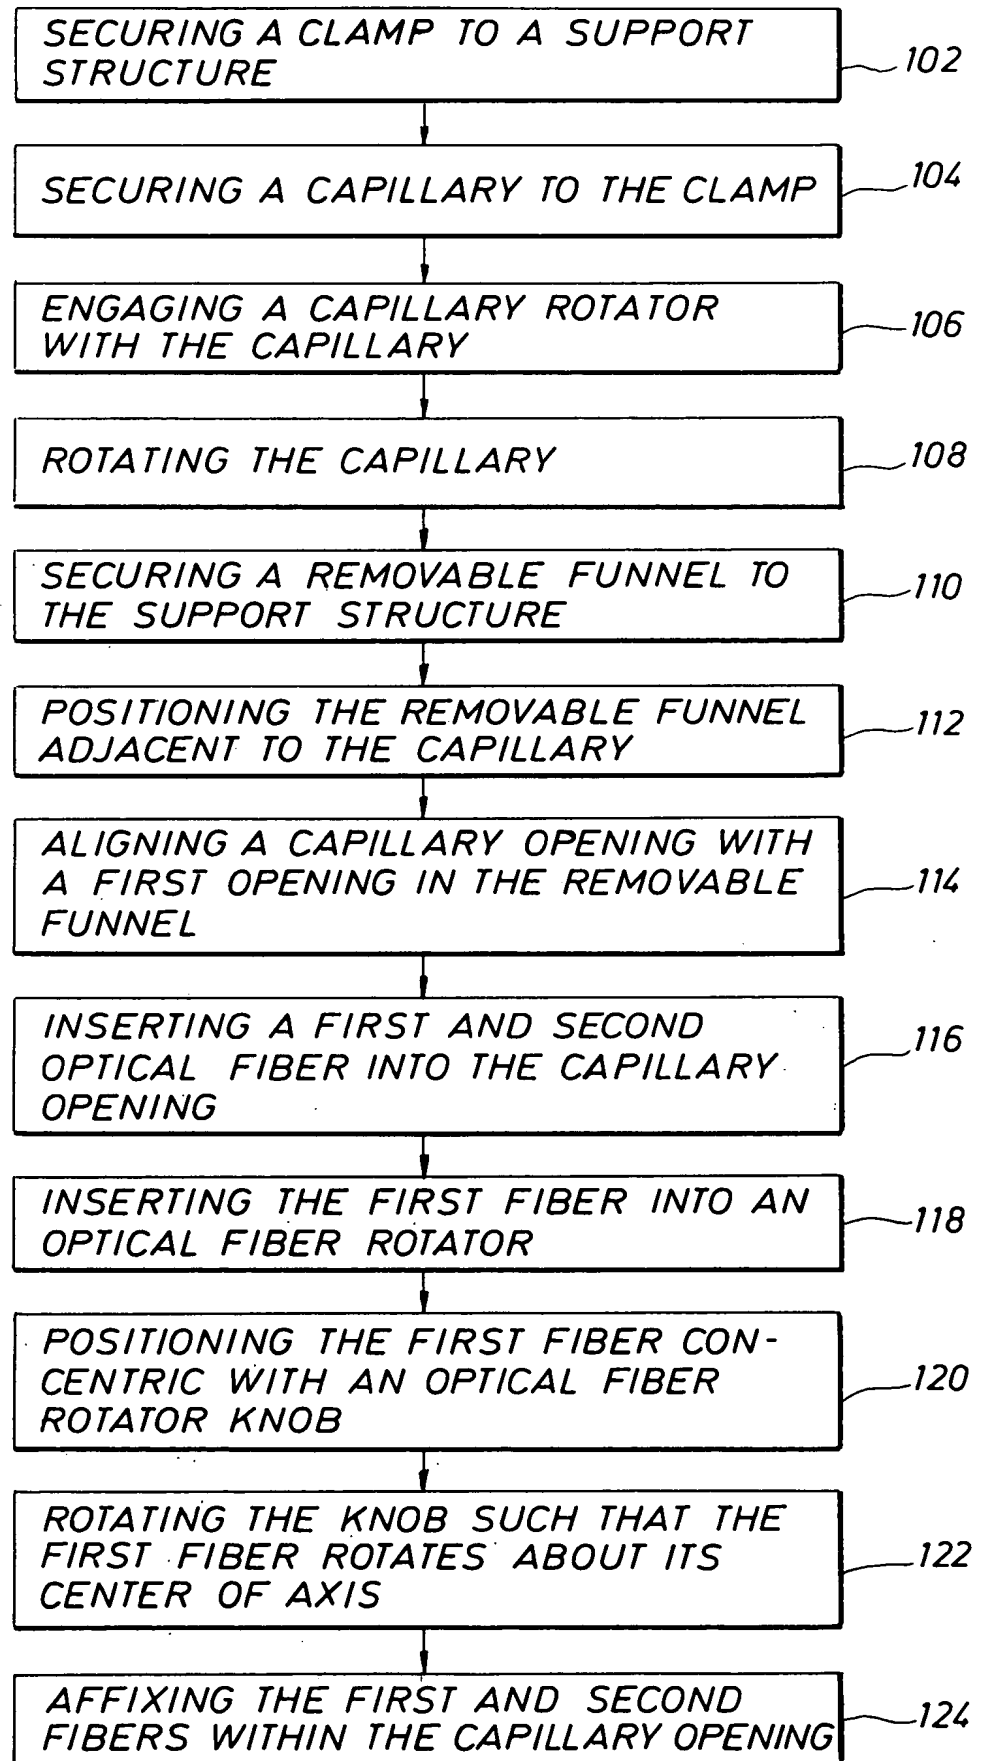 SECURING A CLAMP TO A SUPPORT
STRUCTURE
102
SECURING A CAPILLARY TO THE CLAMP
104
ENGAGING A CAPILLARY ROTATOR
WITH THE CAPILLARY
106
ROTATING THE CAPILLARY
108
SECURING A REMOVABLE FUNNEL TO
THE SUPPORT STRUCTURE
110
POSITIONING THE REMOVABLE FUNNEL
ADJACENT TO THE CAPILLARY
112
ALIGNING A CAPILLARY OPENING WITH
A FIRST OPENING IN THE REMOVABLE
FUNNEL
114
INSERTING A FIRST AND SECOND
OPTICAL FIBER INTO THE CAPILLARY
OPENING
116
INSERTING THE FIRST FIBER INTO AN
OPTICAL FIBER ROTATOR
118
POSITIONING THE FIRST FIBER CON-
CENTRIC WITH AN OPTICAL FIBER
ROTATOR KNOB
120
ROTATING THE KNOB SUCH THAT THE
FIRST FIBER ROTATES ABOUT ITS
CENTER OF AXIS
122
AFFIXING THE FIRST AND SECOND
FIBERS WITHIN THE CAPILLARY OPENING
124